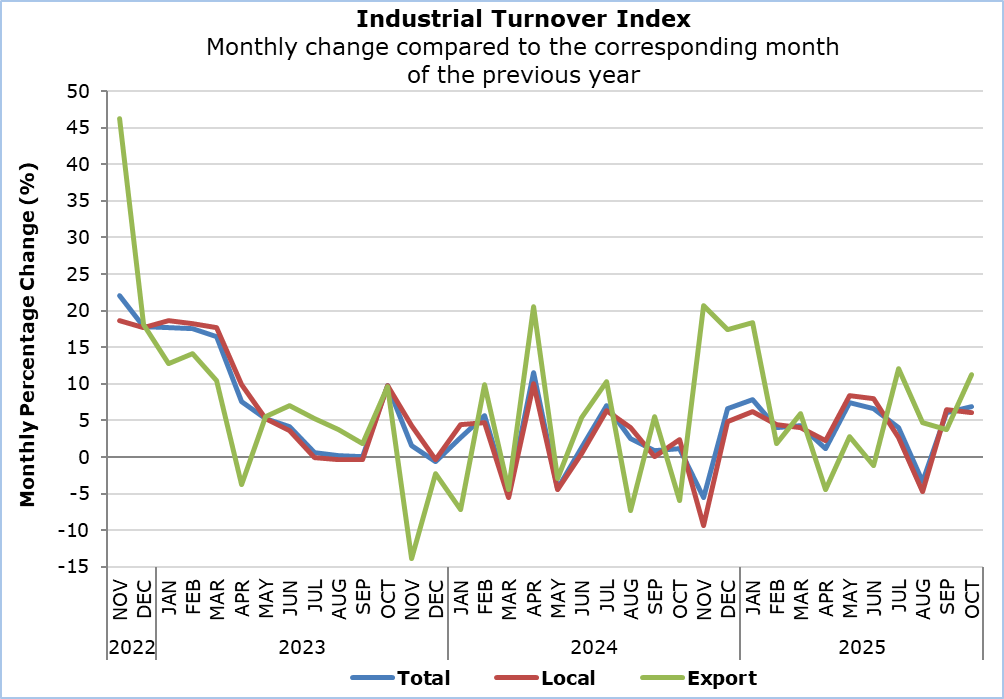 Industrial Turnover Index
Monthly change compared to the corresponding month
of the previous year
Monthly Percentage Change (%)
50
45
40
35
30
25
20
15
10
5
0
-5
-10
-15
NOV DEC JAN FEB MAR APR MAY JUN JUL AUG SEP OCT NOV DEC JAN FEB MAR APR MAY JUN JUL AUG SEP OCT NOV DEC JAN FEB MAR APR MAY JUN JUL AUG SEP OCT
2022 2023 2024 2025
Total Local Export